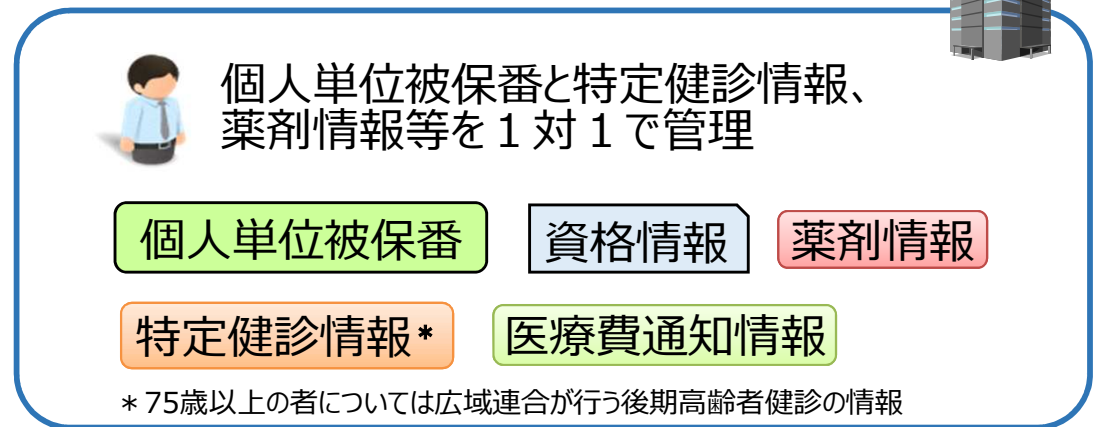 個人単位被保番と特定健診情報、
薬剤情報等を１対１で管理
個人単位被保番 資格情報 薬剤情報
特定健診情報* 医療費通知情報
＊75歳以上の者については広域連合が行う後期高齢者健診の情報